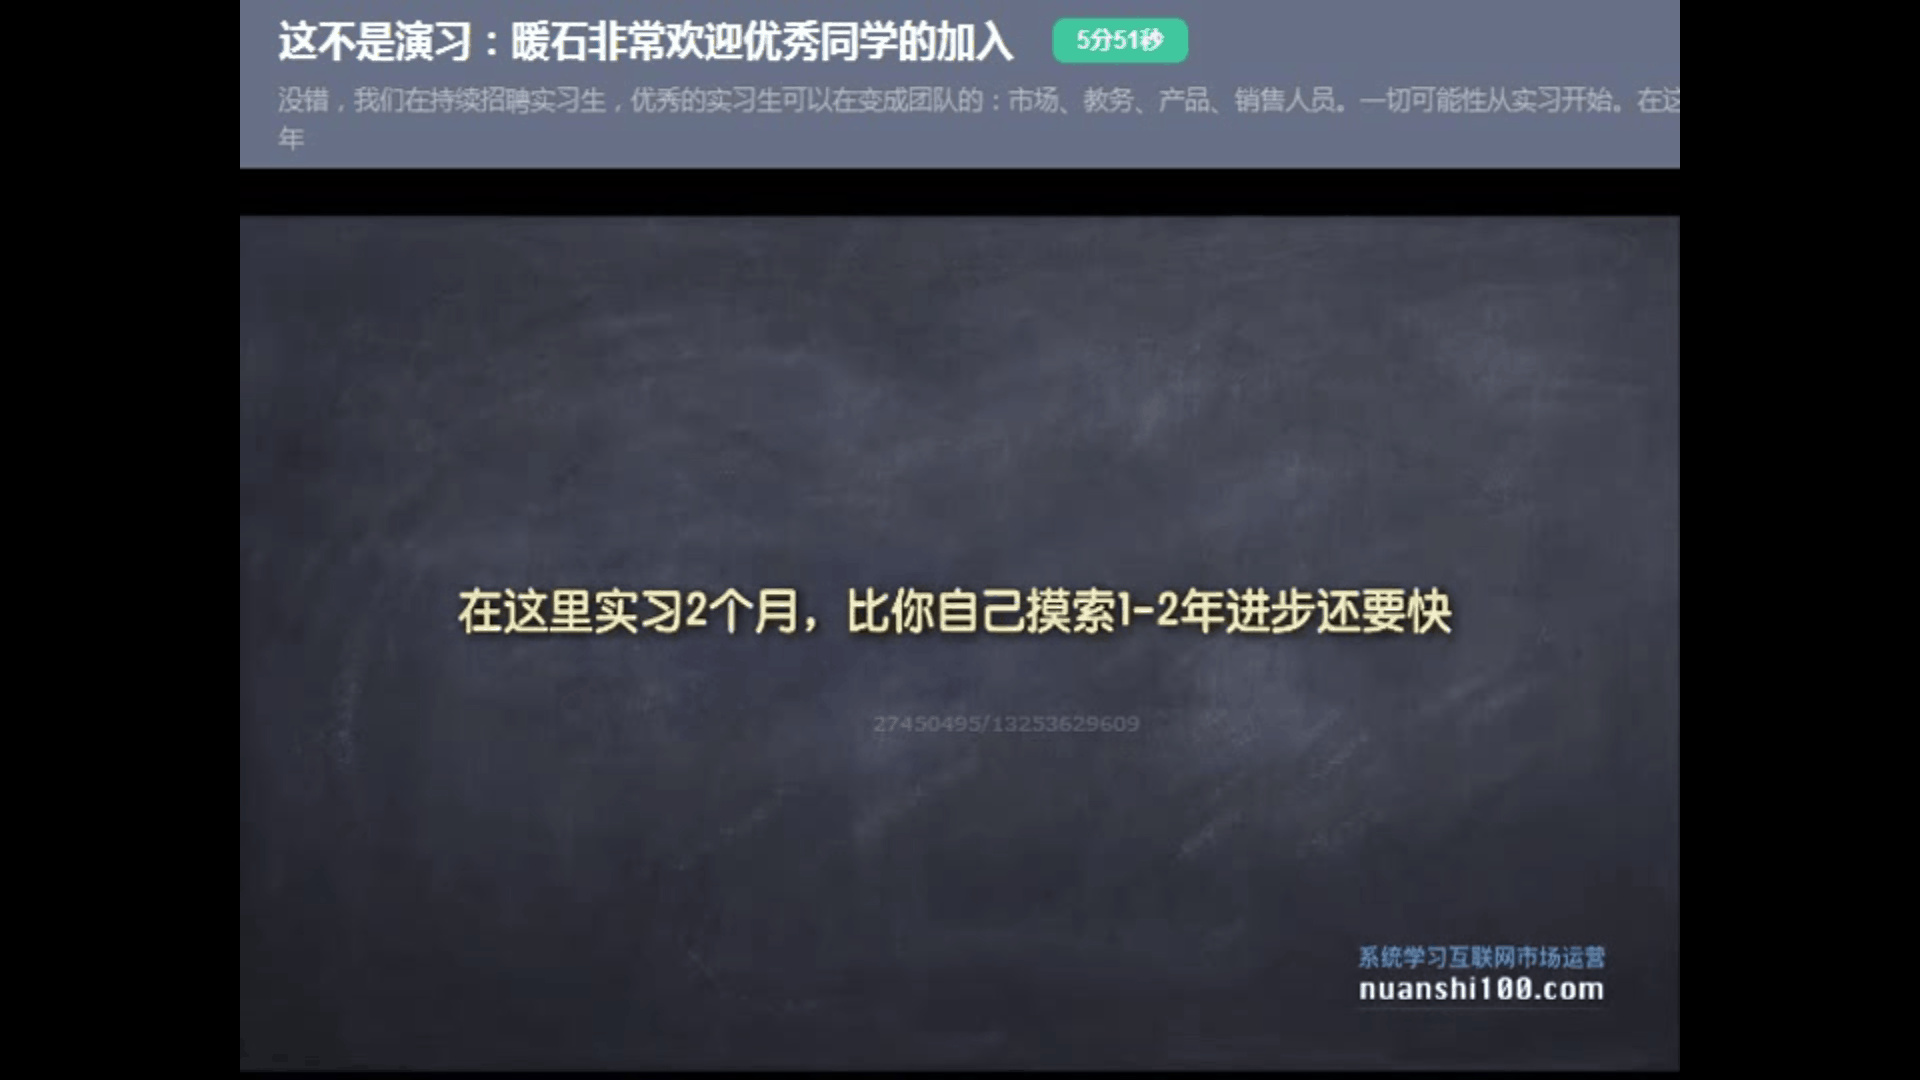 这不是演习：暖石非常欢迎优秀同学的加入
5分51秒
没错，我们在持续招聘实习生，优秀的实习生可以在变成团队的：市场、教务、产品、销售人员。一切可能性从实习开始。在这
年
在这里实习2个月，比你自己摸索1-2年进步还要快
27450495/13253629609
系统学习互联网市场运营
nuanshi100.com